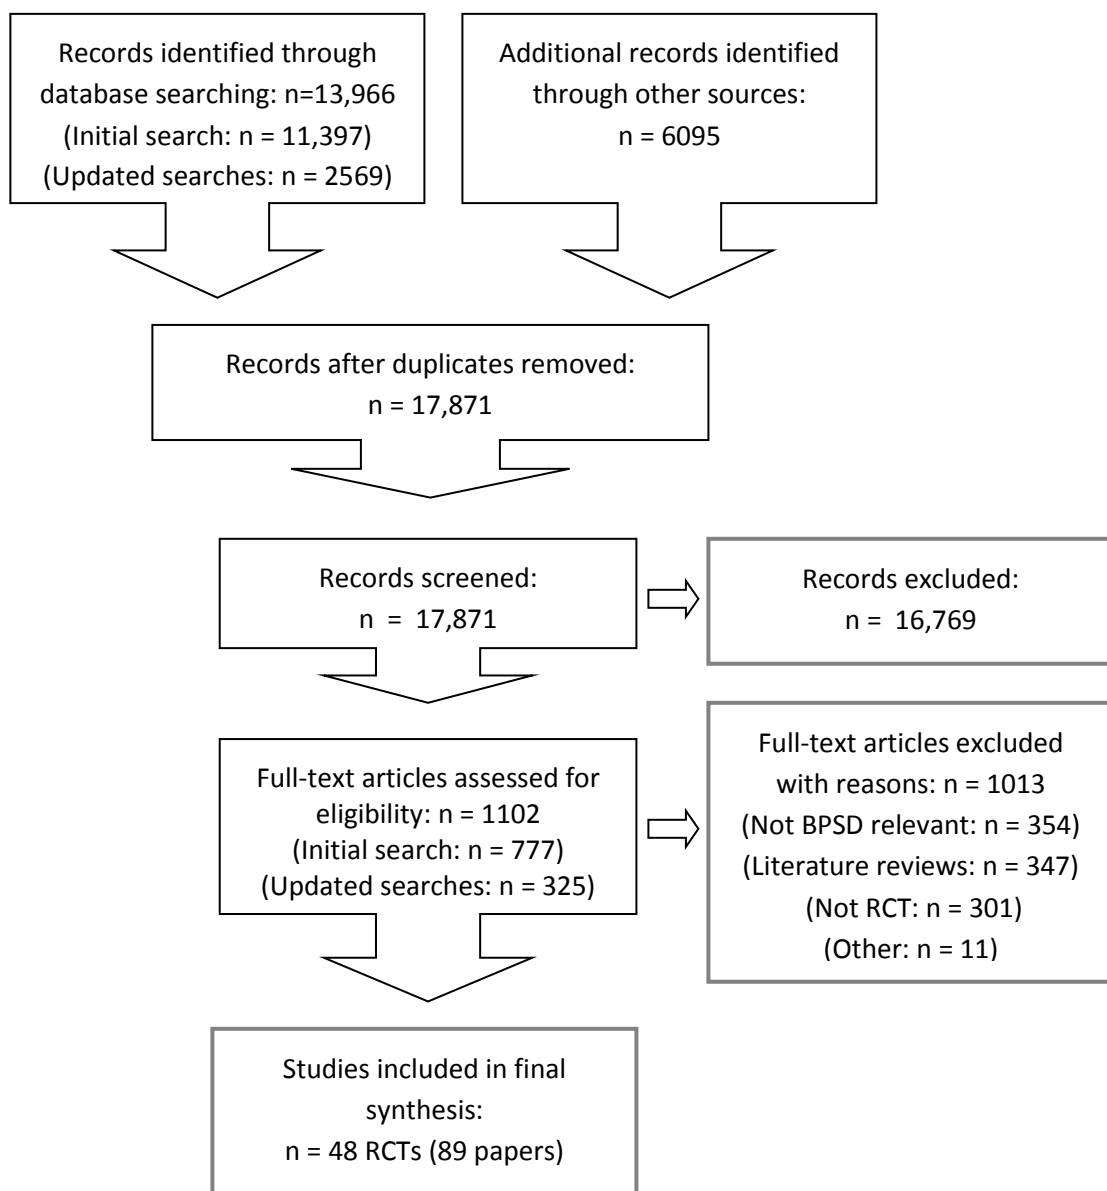 Records identified through
database searching: n=13,966
(Initial search: n = 11,397)
(Updated searches: n = 2569)
Additional records identified
through other sources:
n = 6095
Records after duplicates removed:
n = 17,871
Records screened:
n = 17,871
Records excluded:
n = 16,769
Full-text articles assessed for
eligibility: n = 1102
(Initial search: n = 777)
(Updated searches: n = 325)
Full-text articles excluded
with reasons: n = 1013
(Not BPSD relevant: n = 354)
(Literature reviews: n = 347)
(Not RCT: n = 301)
(Other: n = 11)
Studies included in final
synthesis:
n = 48 RCTs (89 papers)